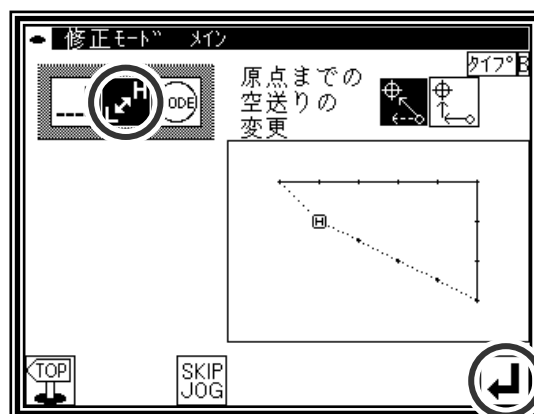 修正ﾓｰﾄﾞ ﾒｲﾝ
ﾀｲﾌﾟB
--- L H ODE
原点までの
空送りの
変更
H
TOP
SKIP
JOG